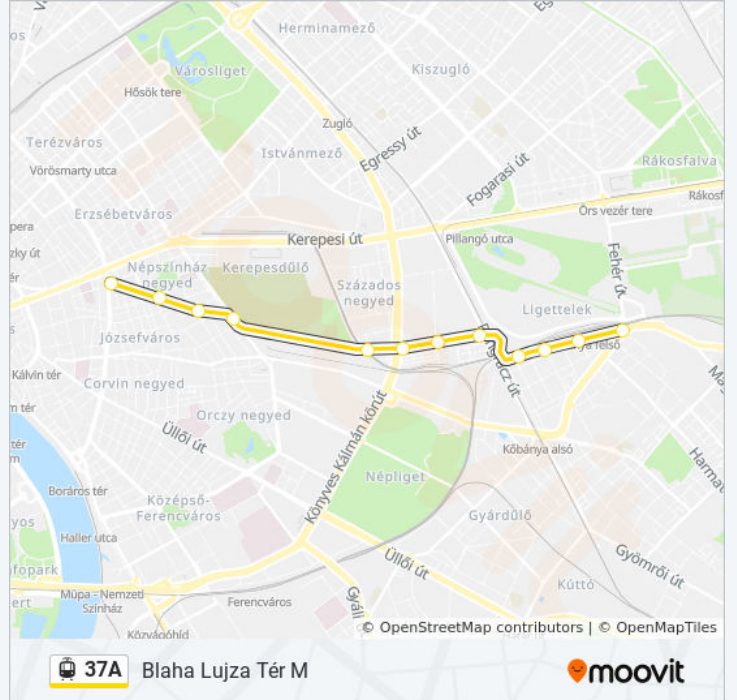 Herminamező
Városliget
Kiszugló
Hősök tere
Zugló
Terézváros
Istvánmező
Egressy út
Rákosfalva
Vörösmarty utca
Fogarasi út
Erzsébetváros
Örs vezér tere
Kerepesi út
Pillangó utca
Fehér út
Népszínház
negyed
Kerepesdűlő
Százados
negyed
Ligettelek
Józsefváros
Kálvin tér
Corvin negyed
Orczy negyed
Üllői út
Könyves Kálmán körút
Kőbánya alsó
Népliget
Boráros tér
Középső-
Ferencváros
Gyárdűlő
Haller utca
Üllői út
Gyömrői út
Kúttó
Müpa - Nemzeti
Színház
Ferencváros
Közvágóhíd
© OpenStreetMap contributors | © OpenMapTiles
37A Blaha Lujza Tér M
moovit